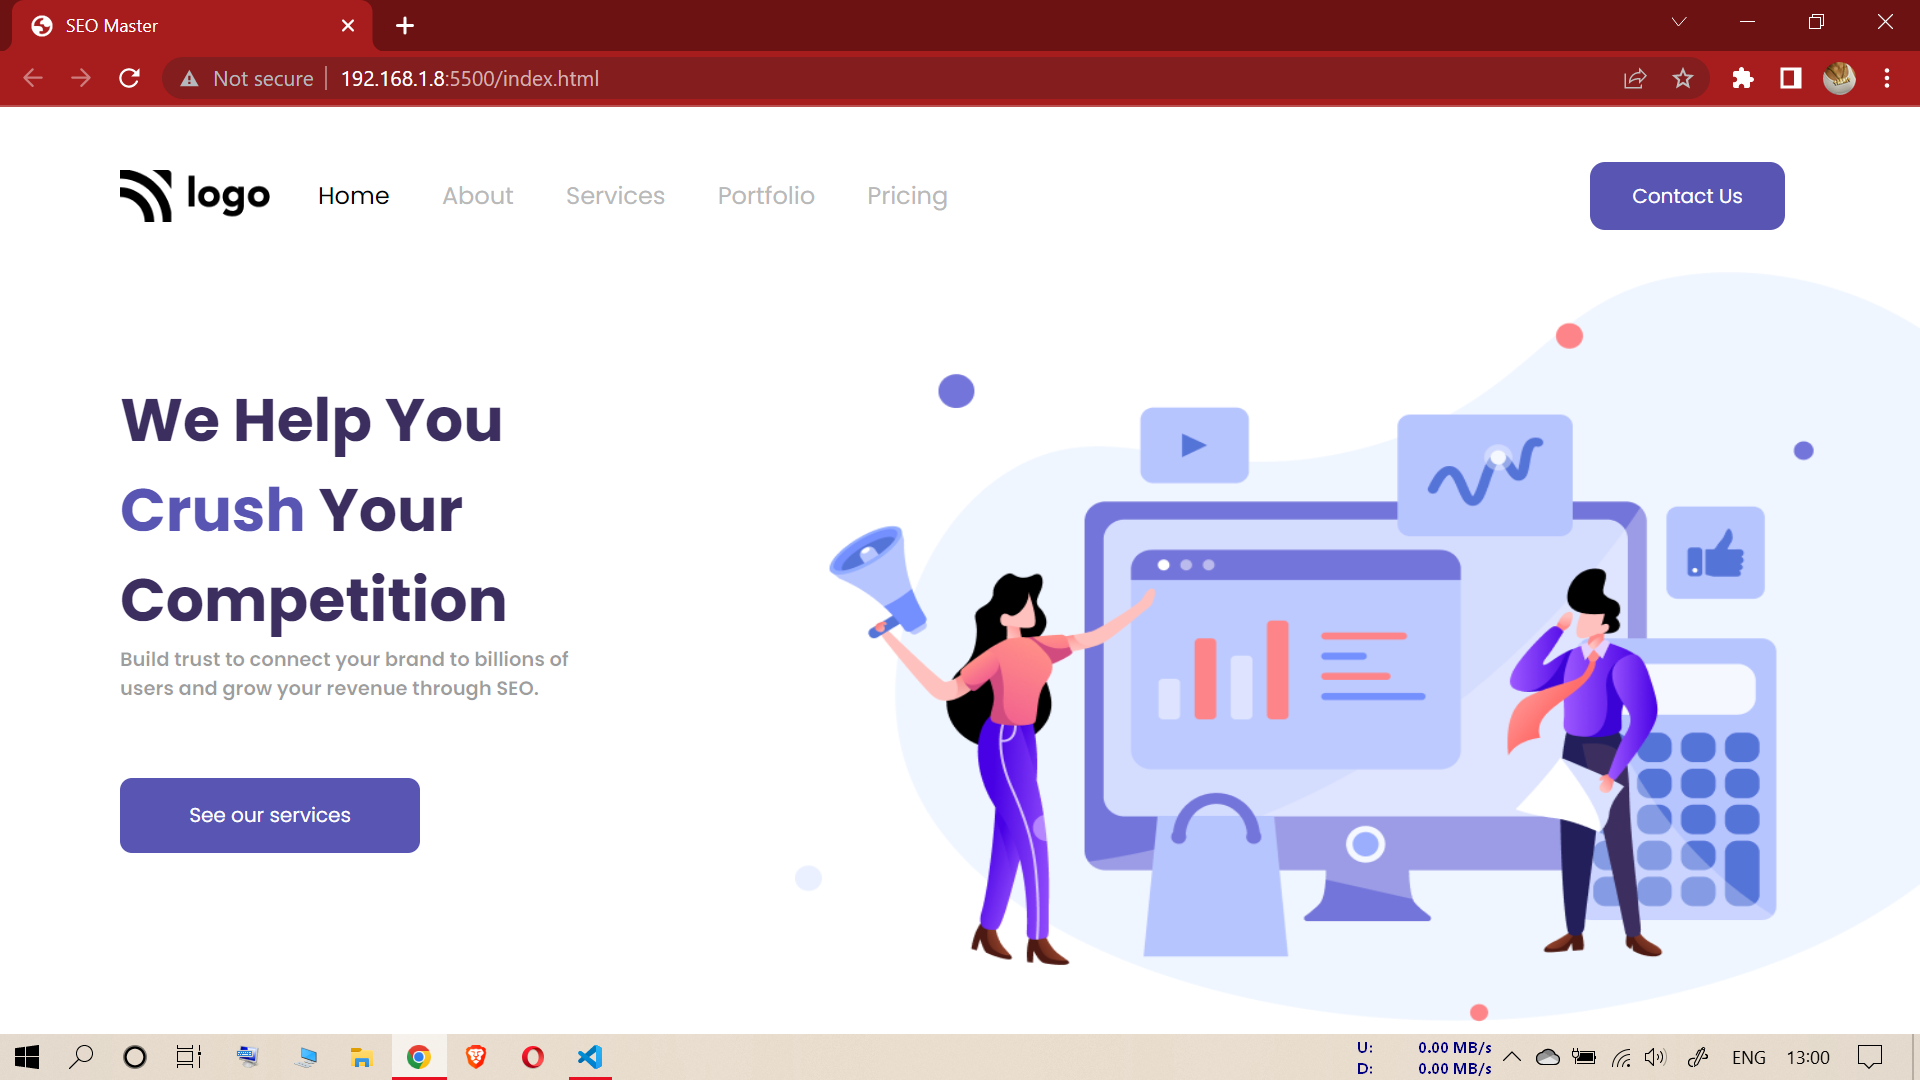 SEO Master
Not secure 192.168.1.8:5500/index.html
logo Home About Services Portfolio Pricing Contact Us
We Help You
Crush Your
Competition
Build trust to connect your brand to billions of
users and grow your revenue through SEO.
See our services
U: 0.00 MB/s
D: 0.00 MB/s
ENG 13:00